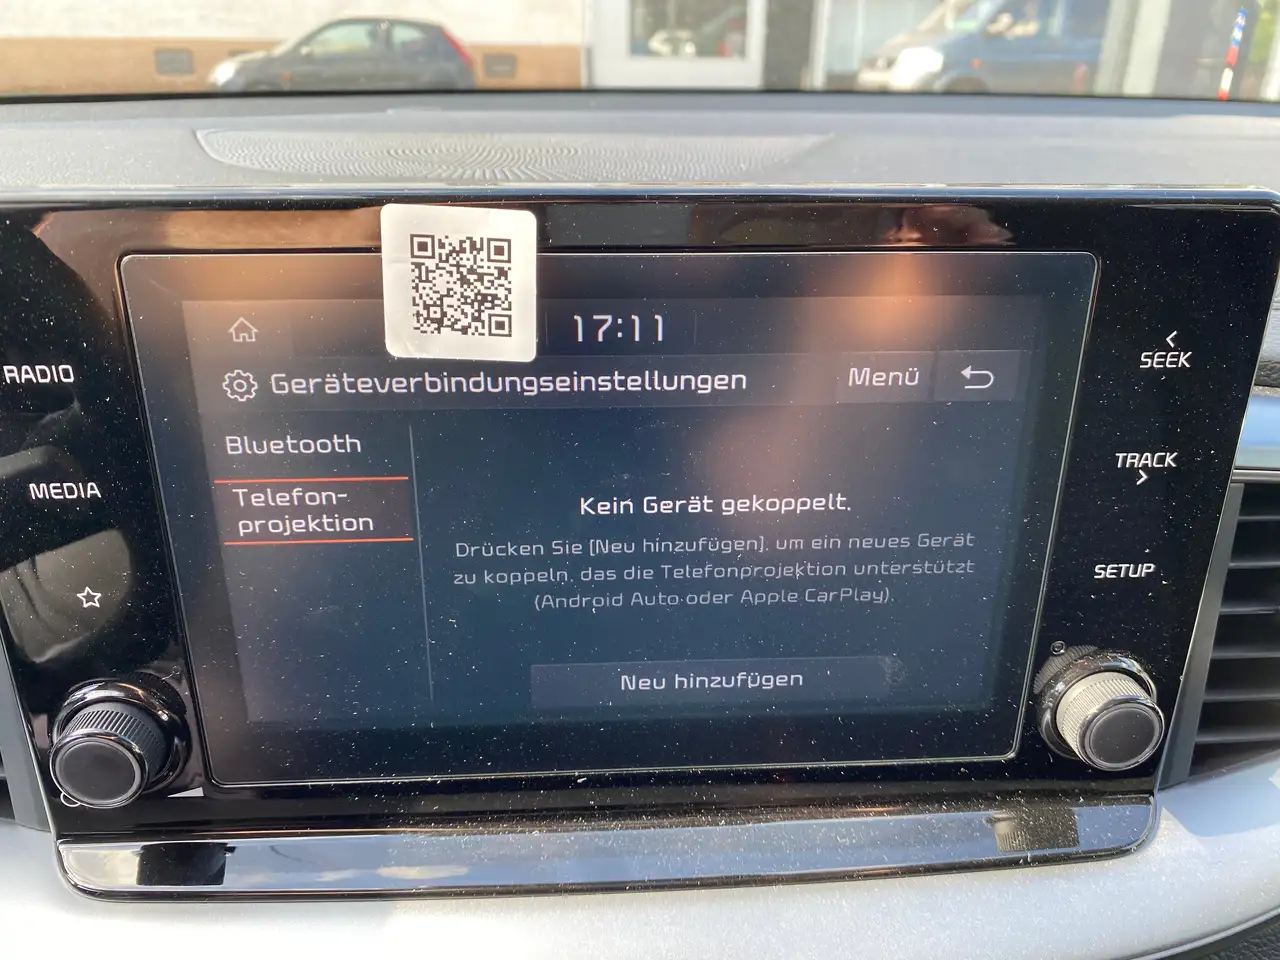 17:11
Geräteverbindungseinstellungen
Menü
Bluetooth
Telefon-
projektion
Kein Gerät gekoppelt.
Drücken Sie [Neu hinzufügen], um ein neues Gerät
zu koppeln, das die Telefonprojektion unterstützt
(Android Auto oder Apple CarPlay).
Neu hinzufügen
RADIO
MEDIA
SEEK
TRACK
SETUP